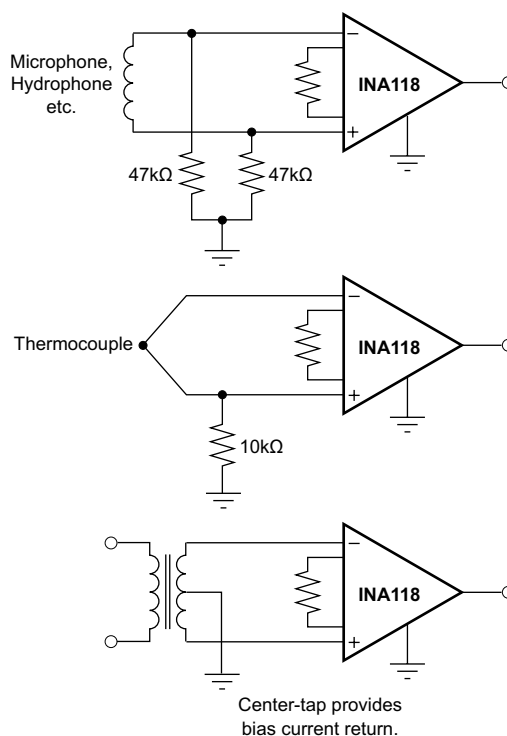 Microphone,
Hydrophone
etc.
−
INA118
+
47kΩ
47kΩ
−
Thermocouple
INA118
+
10kΩ
−
INA118
+
Center-tap provides
bias current return.